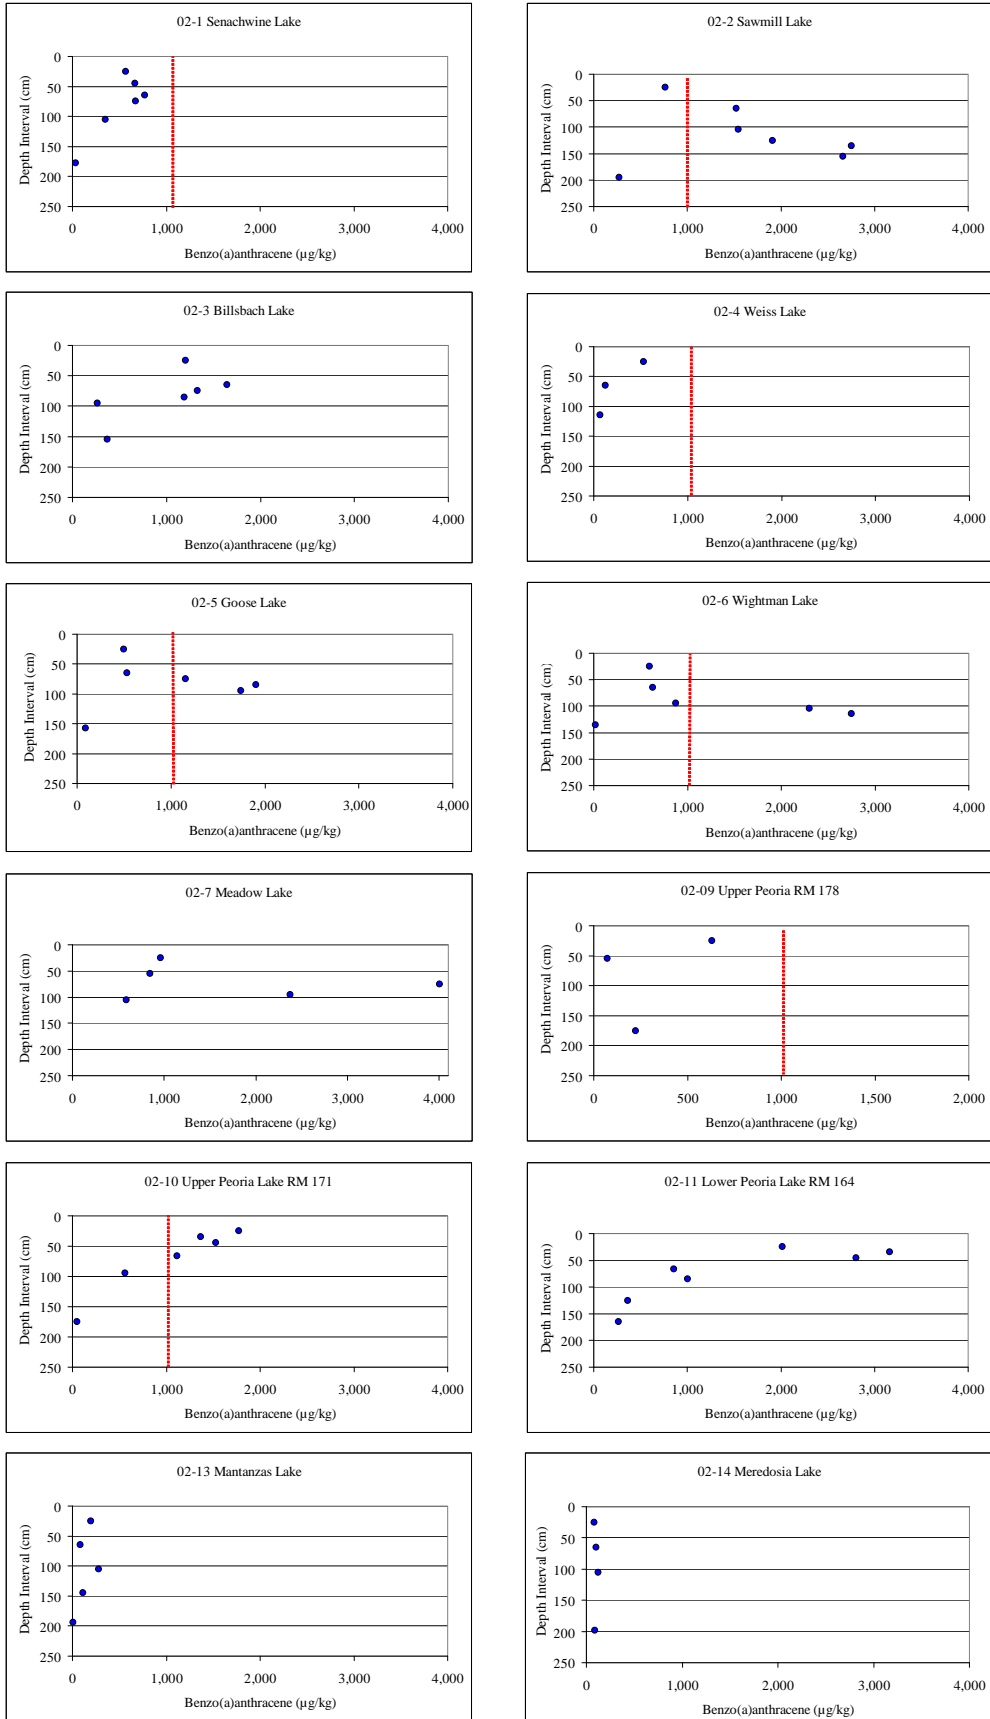 02-1 Senachwine Lake
Depth Interval (cm)
0
50
100
150
200
250
0 1,000 2,000 3,000 4,000
Benzo(a)anthracene (µg/kg)
02-2 Sawmill Lake
Depth Interval (cm)
0
50
100
150
200
250
0 1,000 2,000 3,000 4,000
Benzo(a)anthracene (µg/kg)
02-3 Billsbach Lake
Depth Interval (cm)
0
50
100
150
200
250
0 1,000 2,000 3,000 4,000
Benzo(a)anthracene (µg/kg)
02-4 Weiss Lake
Depth Interval (cm)
0
50
100
150
200
250
0 1,000 2,000 3,000 4,000
Benzo(a)anthracene (µg/kg)
02-5 Goose Lake
Depth Interval (cm)
0
50
100
150
200
250
0 1,000 2,000 3,000 4,000
Benzo(a)anthracene (µg/kg)
02-6 Wightman Lake
Depth Interval (cm)
0
50
100
150
200
250
0 1,000 2,000 3,000 4,000
Benzo(a)anthracene (µg/kg)
02-7 Meadow Lake
Depth Interval (cm)
0
50
100
150
200
250
0 1,000 2,000 3,000 4,000
Benzo(a)anthracene (µg/kg)
02-09 Upper Peoria RM 178
Depth Interval (cm)
0
50
100
150
200
250
0 500 1,000 1,500 2,000
Benzo(a)anthracene (µg/kg)
02-10 Upper Peoria Lake RM 171
Depth Interval (cm)
0
50
100
150
200
250
0 1,000 2,000 3,000 4,000
Benzo(a)anthracene (µg/kg)
02-11 Lower Peoria Lake RM 164
Depth Interval (cm)
0
50
100
150
200
250
0 1,000 2,000 3,000 4,000
Benzo(a)anthracene (µg/kg)
02-13 Mantanzas Lake
Depth Interval (cm)
0
50
100
150
200
250
0 1,000 2,000 3,000 4,000
Benzo(a)anthracene (µg/kg)
02-14 Meredosia Lake
Depth Interval (cm)
0
50
100
150
200
250
0 1,000 2,000 3,000 4,000
Benzo(a)anthracene (µg/kg)